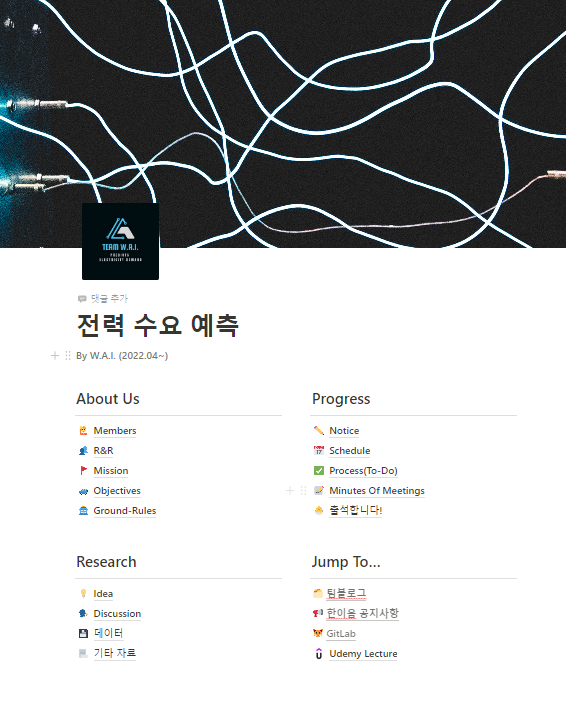 TEAM W.A.I.
PREDICTS
ELECTRICITY DEMAND
댓글 추가
전력 수요 예측
By W.A.I. (2022.04~)
About Us
Members
R&R
Mission
Objectives
Ground-Rules
Progress
Notice
Schedule
Process(To-Do)
Minutes Of Meetings
출석합니다!
Research
Idea
Discussion
데이터
기타 자료
Jump To...
팀블로그
한이음 공지사항
GitLab
Udemy Lecture